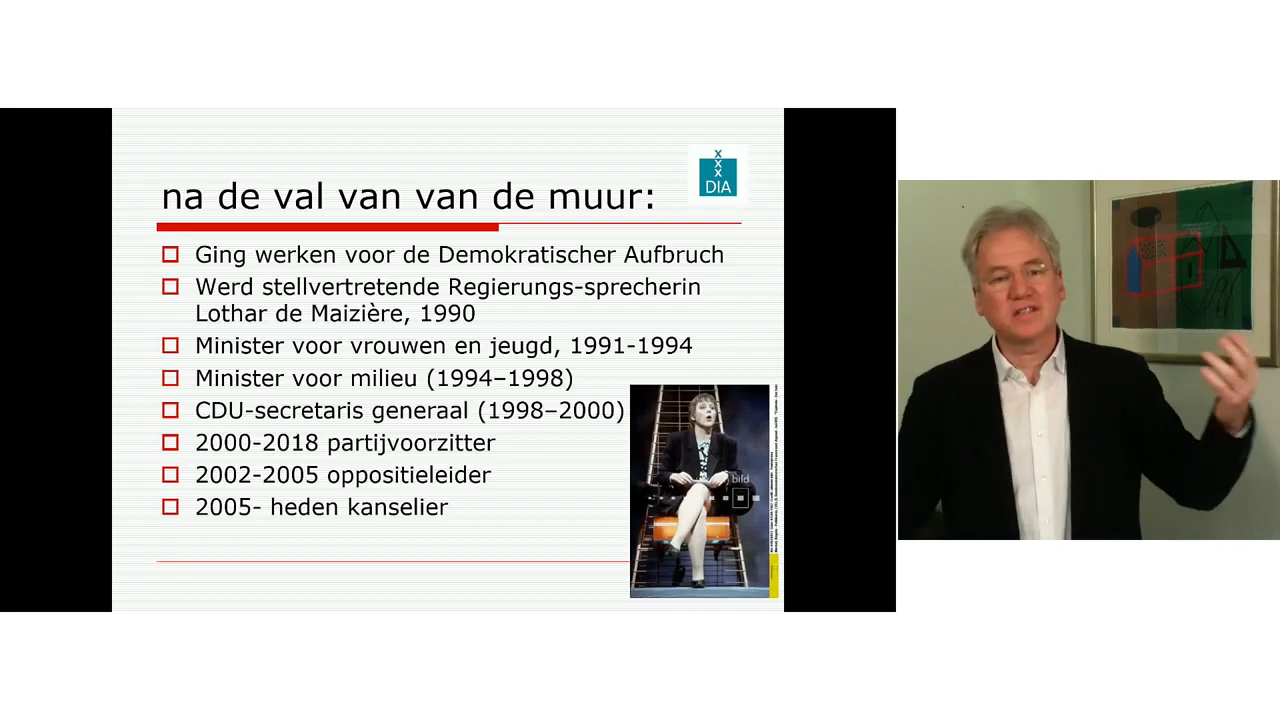 x
x
x
DIA
na de val van van de muur:
Ging werken voor de Demokratischer Aufbruch
Werd stellvertretende Regierungs-sprecherin
Lothar de Maizière, 1990
Minister voor vrouwen en jeugd, 1991-1994
Minister voor milieu (1994–1998)
CDU-secretaris generaal (1998–2000)
2000-2018 partijvoorzitter
2002-2005 oppositieleider
2005- heden kanselier
bild